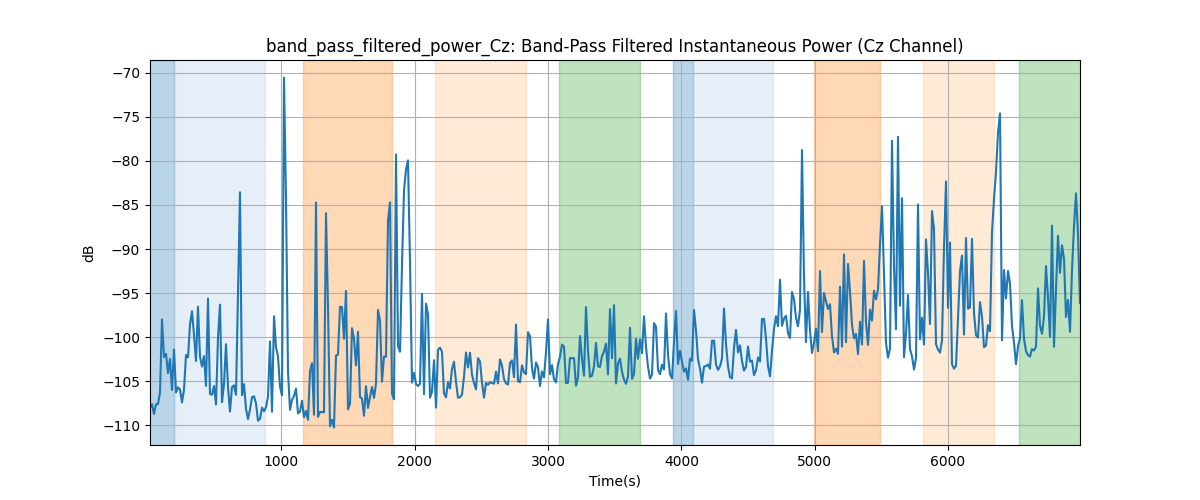 band_pass_filtered_power_Cz: Band-Pass Filtered Instantaneous Power (Cz Channel)
−70
−75
−80
−85
−90
−95
−100
−105
−110
dB
1000 2000 3000 4000 5000 6000
Time(s)